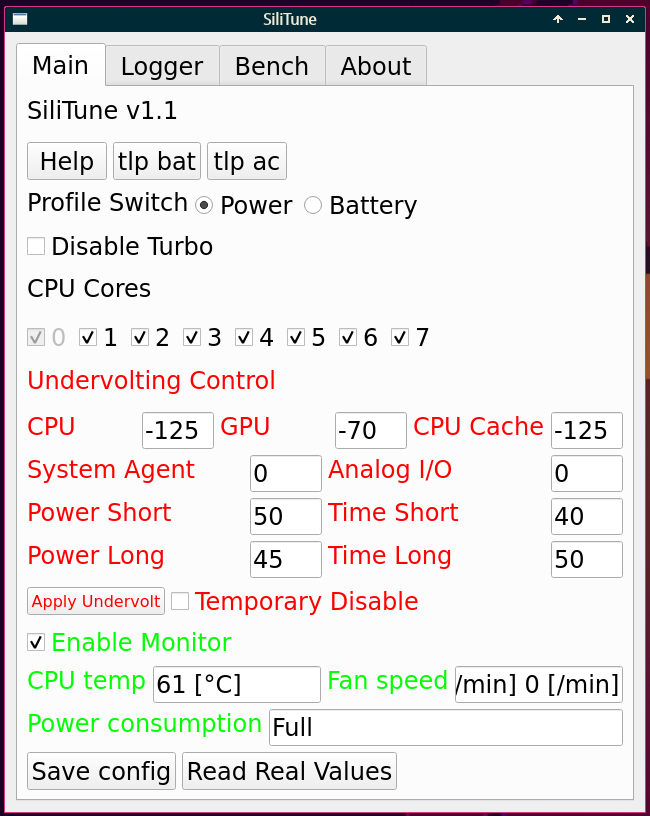 SiliTune
Main Logger Bench About
SiliTune v1.1
Help tlp bat tlp ac
Profile Switch Power Battery
Disable Turbo
CPU Cores
0 1 2 3 4 5 6 7
Undervolting Control
CPU -125 GPU -70 CPU Cache -125
System Agent 0 Analog I/O 0
Power Short 50 Time Short 40
Power Long 45 Time Long 50
Apply Undervolt Temporary Disable
Enable Monitor
CPU temp 61 [°C] Fan speed /min] 0 [/min]
Power consumption Full
Save config Read Real Values